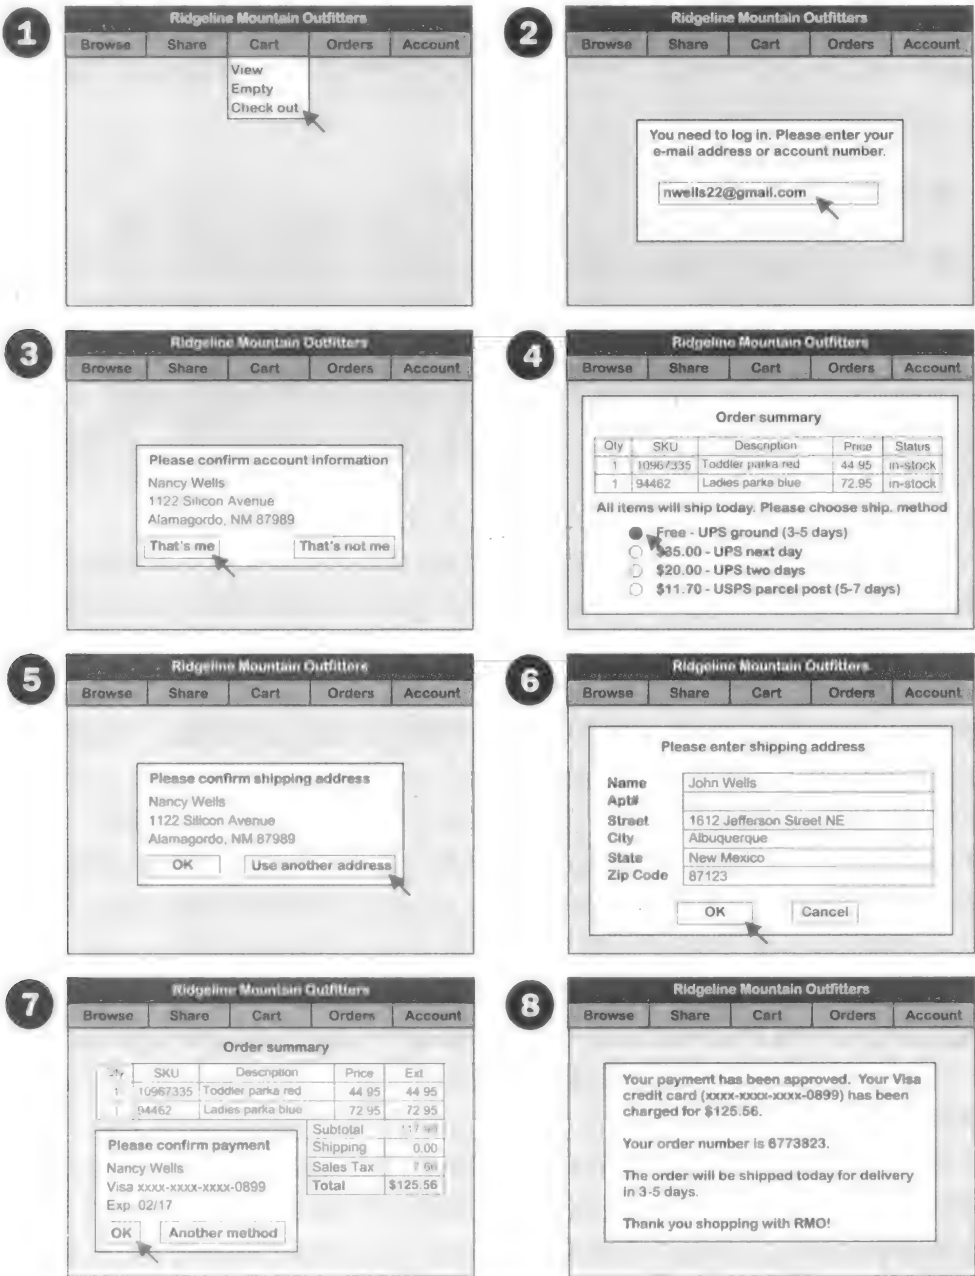 1
Ridgeline Mountain Outfitters
Browse Share Cart Orders Account
View
Empty
Check out
2
Ridgeline Mountain Outfitters
Browse Share Cart Orders Account
You need to log in. Please enter your
e-mail address or account number.
nwells22@gmail.com
3
Ridgeline Mountain Outfitters
Browse Share Cart Orders Account
Please confirm account information
Nancy Wells
1122 Silicon Avenue
Alamagordo, NM 87989
That's me That's not me
4
Ridgeline Mountain Outfitters
Browse Share Cart Orders Account
Order summary
Qty SKU Description Price Status
1 10967335 Toddler parka red 44.95 in-stock
1 94462 Ladies parka blue 72.95 in-stock
All items will ship today. Please choose ship. method
Free - UPS ground (3-5 days)
$35.00 - UPS next day
$20.00 - UPS two days
$11.70 - USPS parcel post (5-7 days)
5
Ridgeline Mountain Outfitters
Browse Share Cart Orders Account
Please confirm shipping address
Nancy Wells
1122 Silicon Avenue
Alamagordo, NM 87989
OK Use another address
6
Ridgeline Mountain Outfitters
Browse Share Cart Orders Account
Please enter shipping address
Name John Wells
Apt#
Street 1612 Jefferson Street NE
City Albuquerque
State New Mexico
Zip Code 87123
OK Cancel
7
Ridgeline Mountain Outfitters
Browse Share Cart Orders Account
Order summary
SKU Description Price Ext
1 10967335 Toddler parka red 44.95 44.95
1 94462 Ladies parka blue 72.95 72.95
Subtotal
Shipping 0.00
Sales Tax
Total $125.56
Please confirm payment
Nancy Wells
Visa xxxx-xxxx-xxxx-0899
Exp. 02/17
OK Another method
8
Ridgeline Mountain Outfitters
Browse Share Cart Orders Account
Your payment has been approved. Your Visa
credit card (xxxx-xxxx-xxxx-0899) has been
charged for $125.56.
Your order number is 6773823.
The order will be shipped today for delivery
in 3-5 days.
Thank you shopping with RMO!